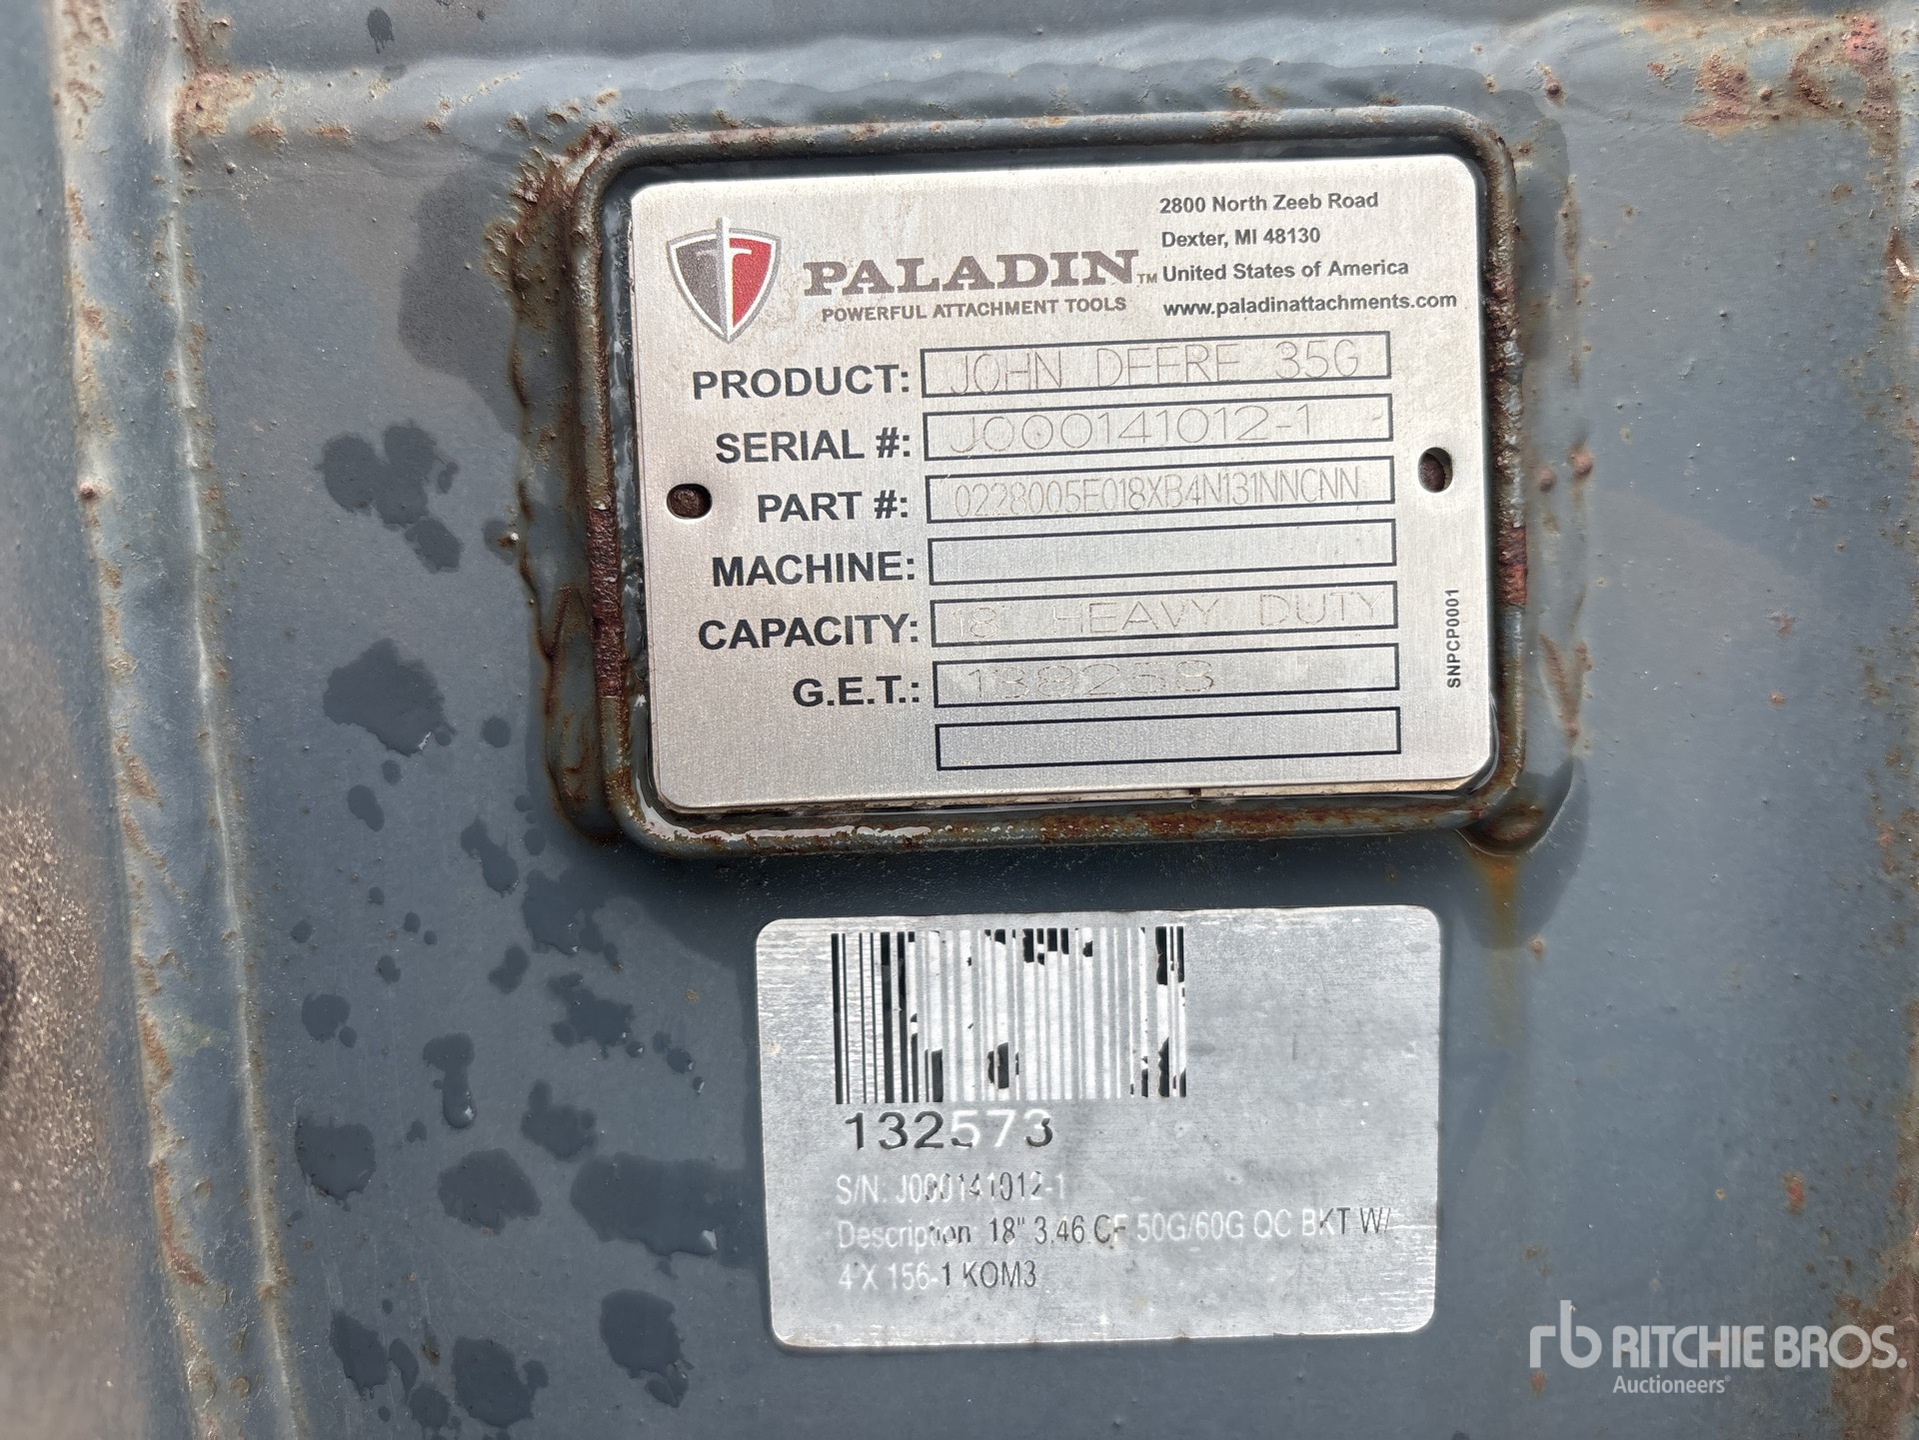 2800 North Zeeb Road
Dexter, MI 48130
PALADIN™ United States of America
POWERFUL ATTACHMENT TOOLS www.paladinattachments.com
PRODUCT: JOHN DEERE 35G
SERIAL #: J000141012-1
PART #: 0228005E018XB4N131NNCNN
MACHINE:
CAPACITY: 18" HEAVY DUTY
G.E.T.:
SNPCP0001
132573
S/N: J000141012-1
Description: 18" 3.46 CF 50G/60G QC BKT W/
4 X 156-1 KOM3
rb RITCHIE BROS.
Auctioneers